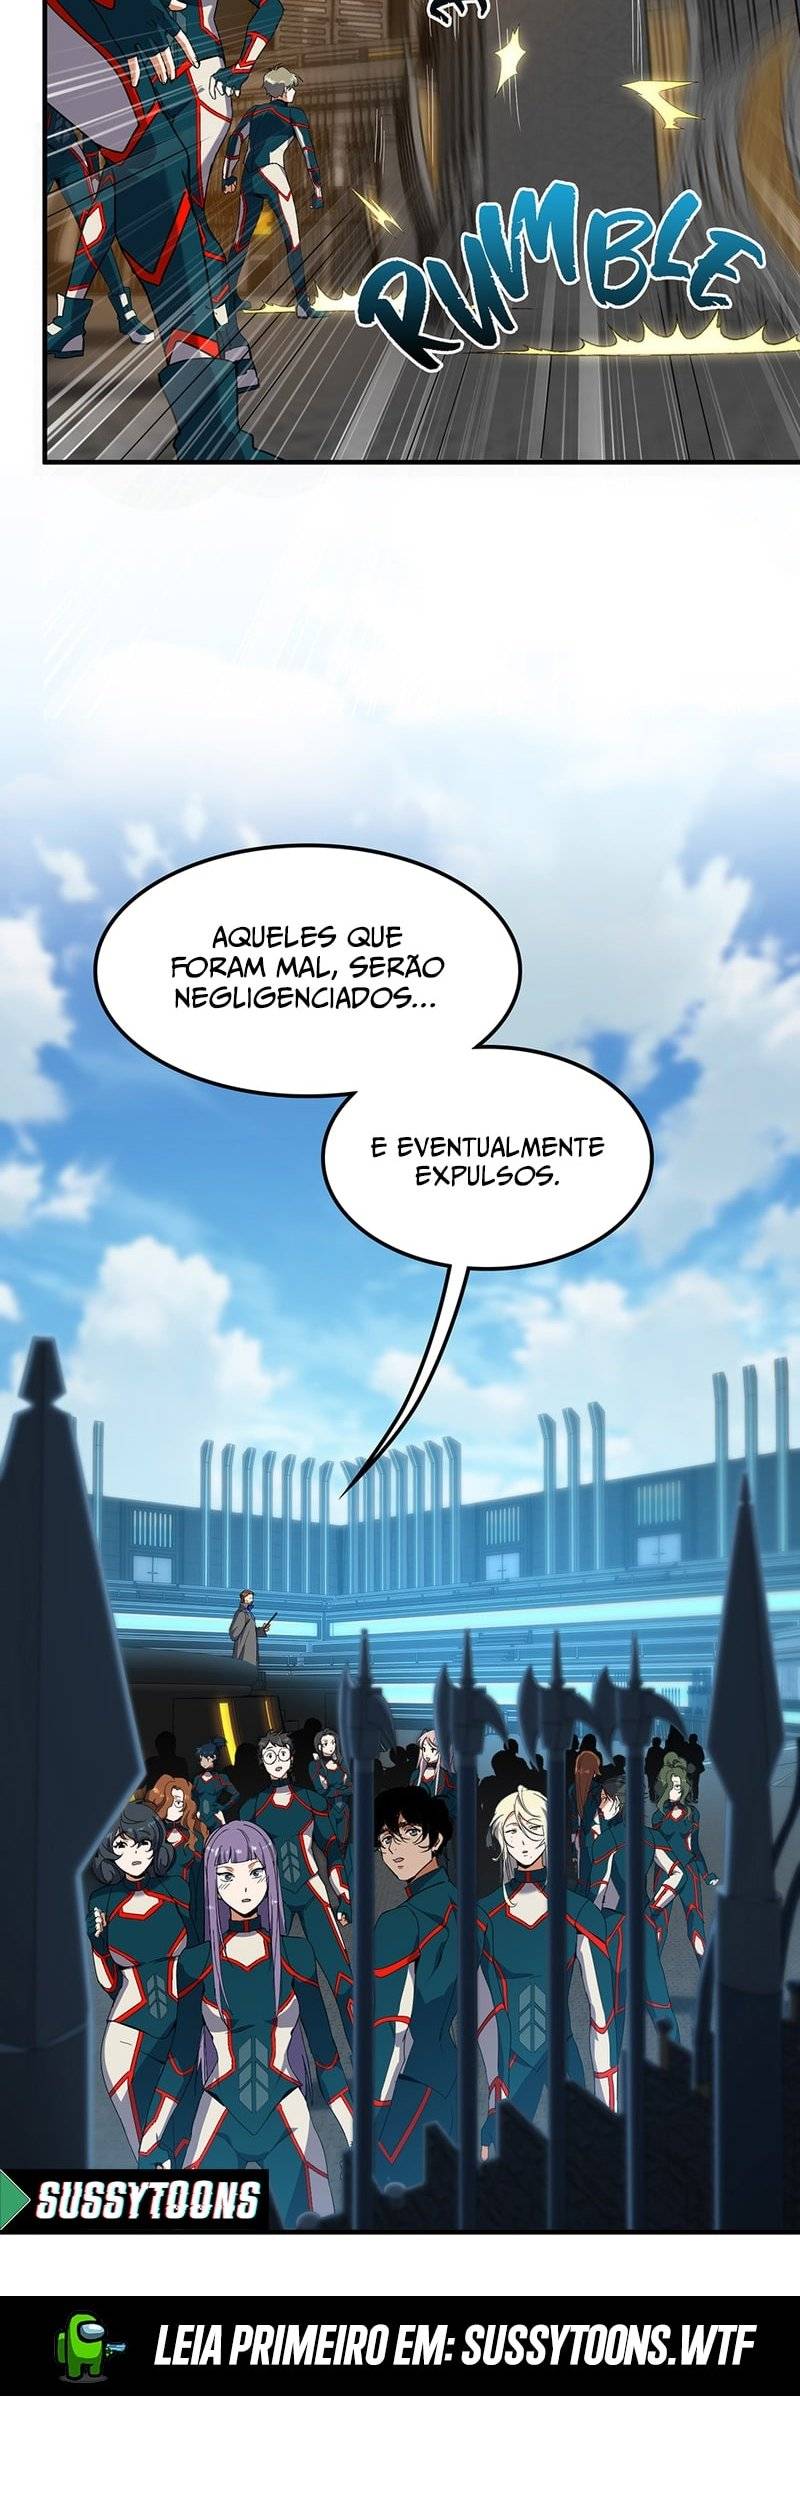 RUMBLE
AQUELES QUE
FORAM MAL, SERÃO
NEGLIGENCIADOS...
E EVENTUALMENTE
EXPULSOS.
SUSSYTOONS
LEIA PRIMEIRO EM: SUSSYTOONS.WTF